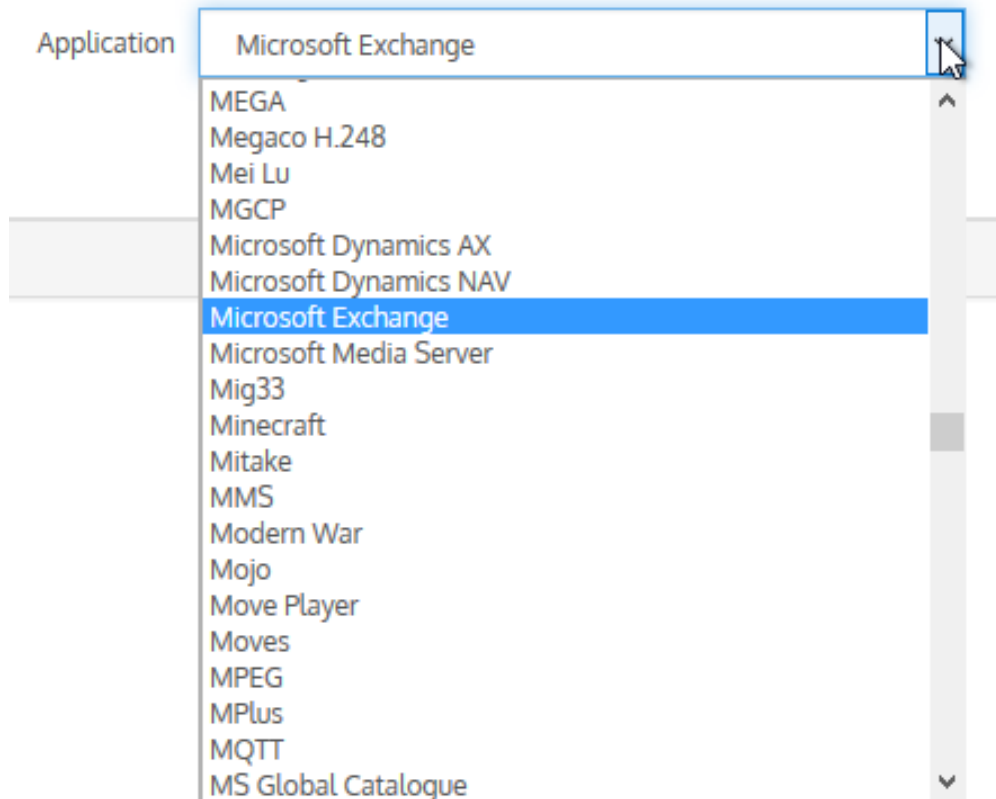 Application
Microsoft Exchange
MEGA
Megaco H.248
Mei Lu
MGCP
Microsoft Dynamics AX
Microsoft Dynamics NAV
Microsoft Exchange
Microsoft Media Server
Mig33
Minecraft
Mitake
MMS
Modern War
Mojo
Move Player
Moves
MPEG
MPlus
MQTT
MS Global Catalogue